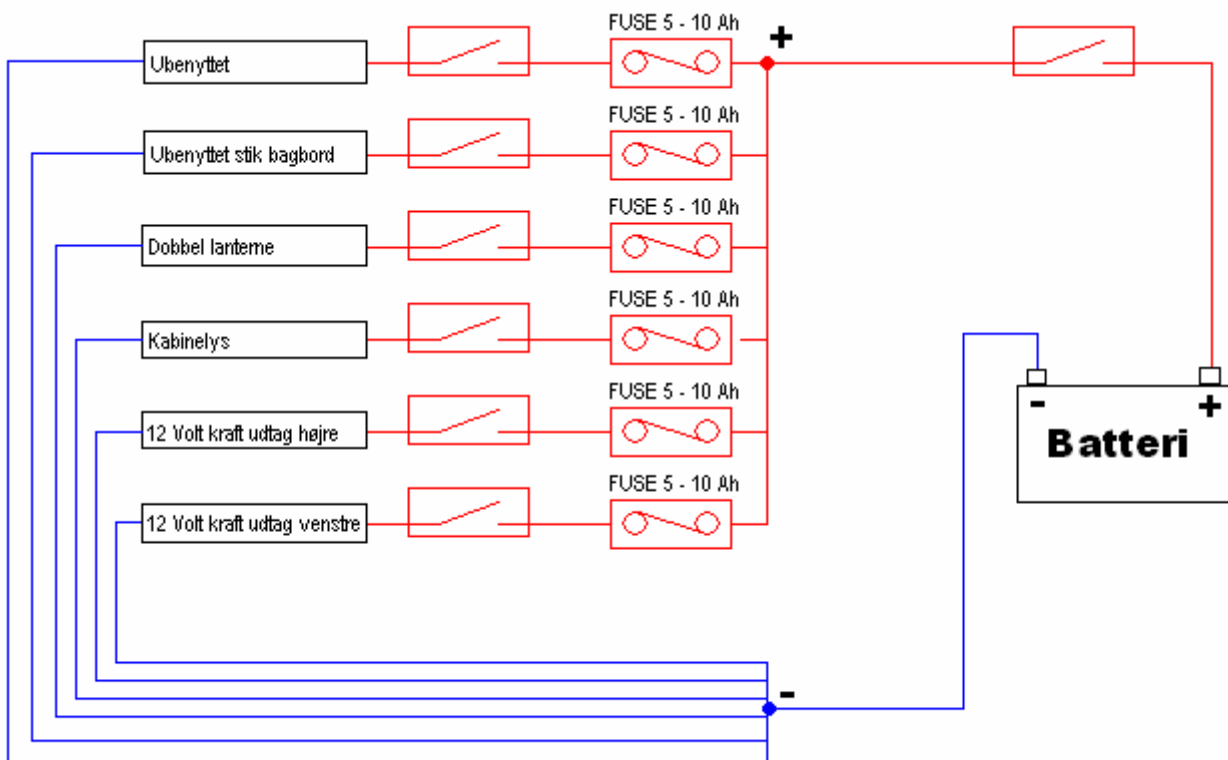 FUSE 5 - 10 Ah
+
Ubenyttet
FUSE 5 - 10 Ah
Ubenyttet stik bagbord
FUSE 5 - 10 Ah
Dobbel lanterne
FUSE 5 - 10 Ah
Kabinelys
FUSE 5 - 10 Ah
12 Volt kraft udtag højre
FUSE 5 - 10 Ah
12 Volt kraft udtag venstre
- +
Batteri
-